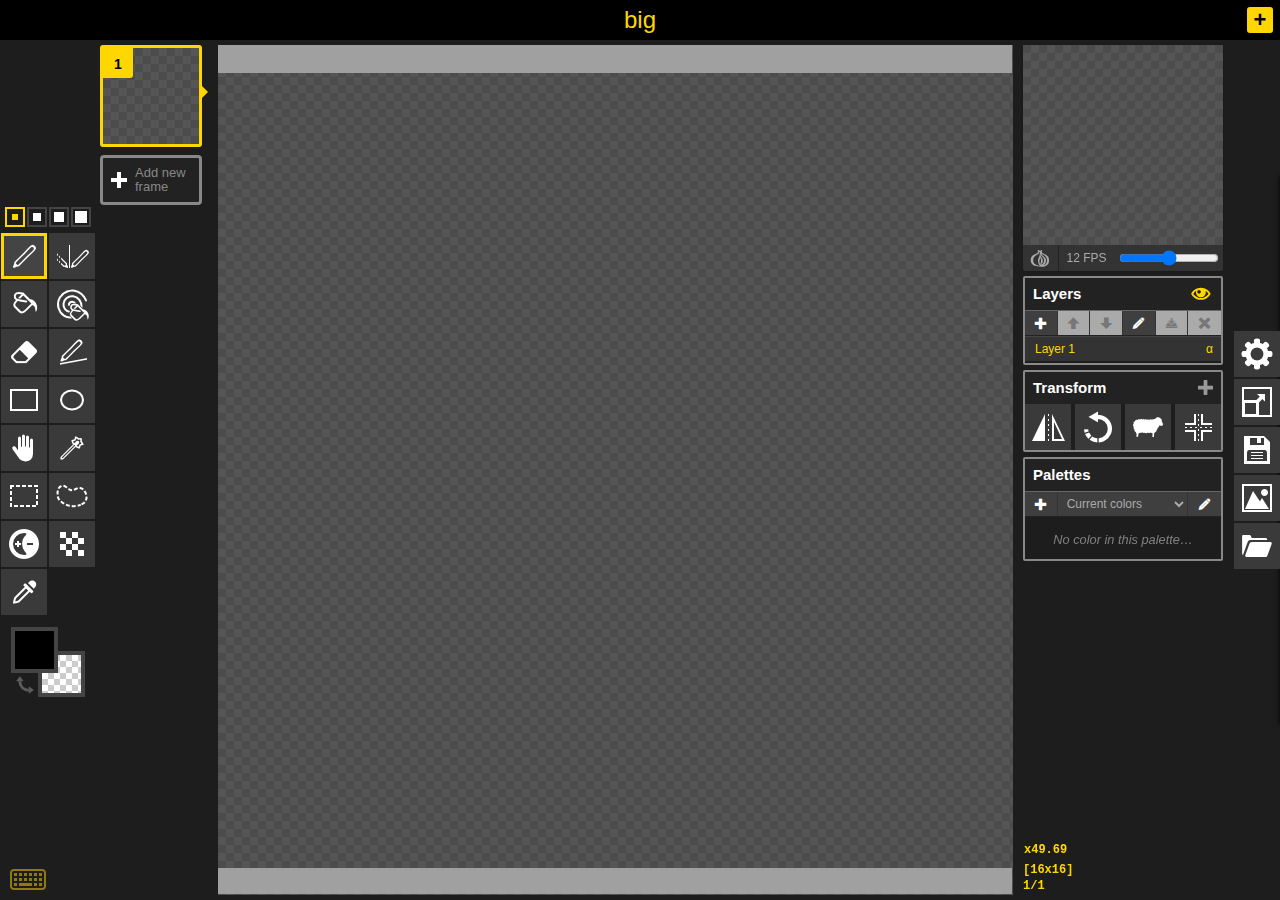 big
+
1
Add new
frame
12 FPS
Layers
Layer 1
α
Transform
Palettes
Current colors
No color in this palette…
x49.69
[16x16]
1/1